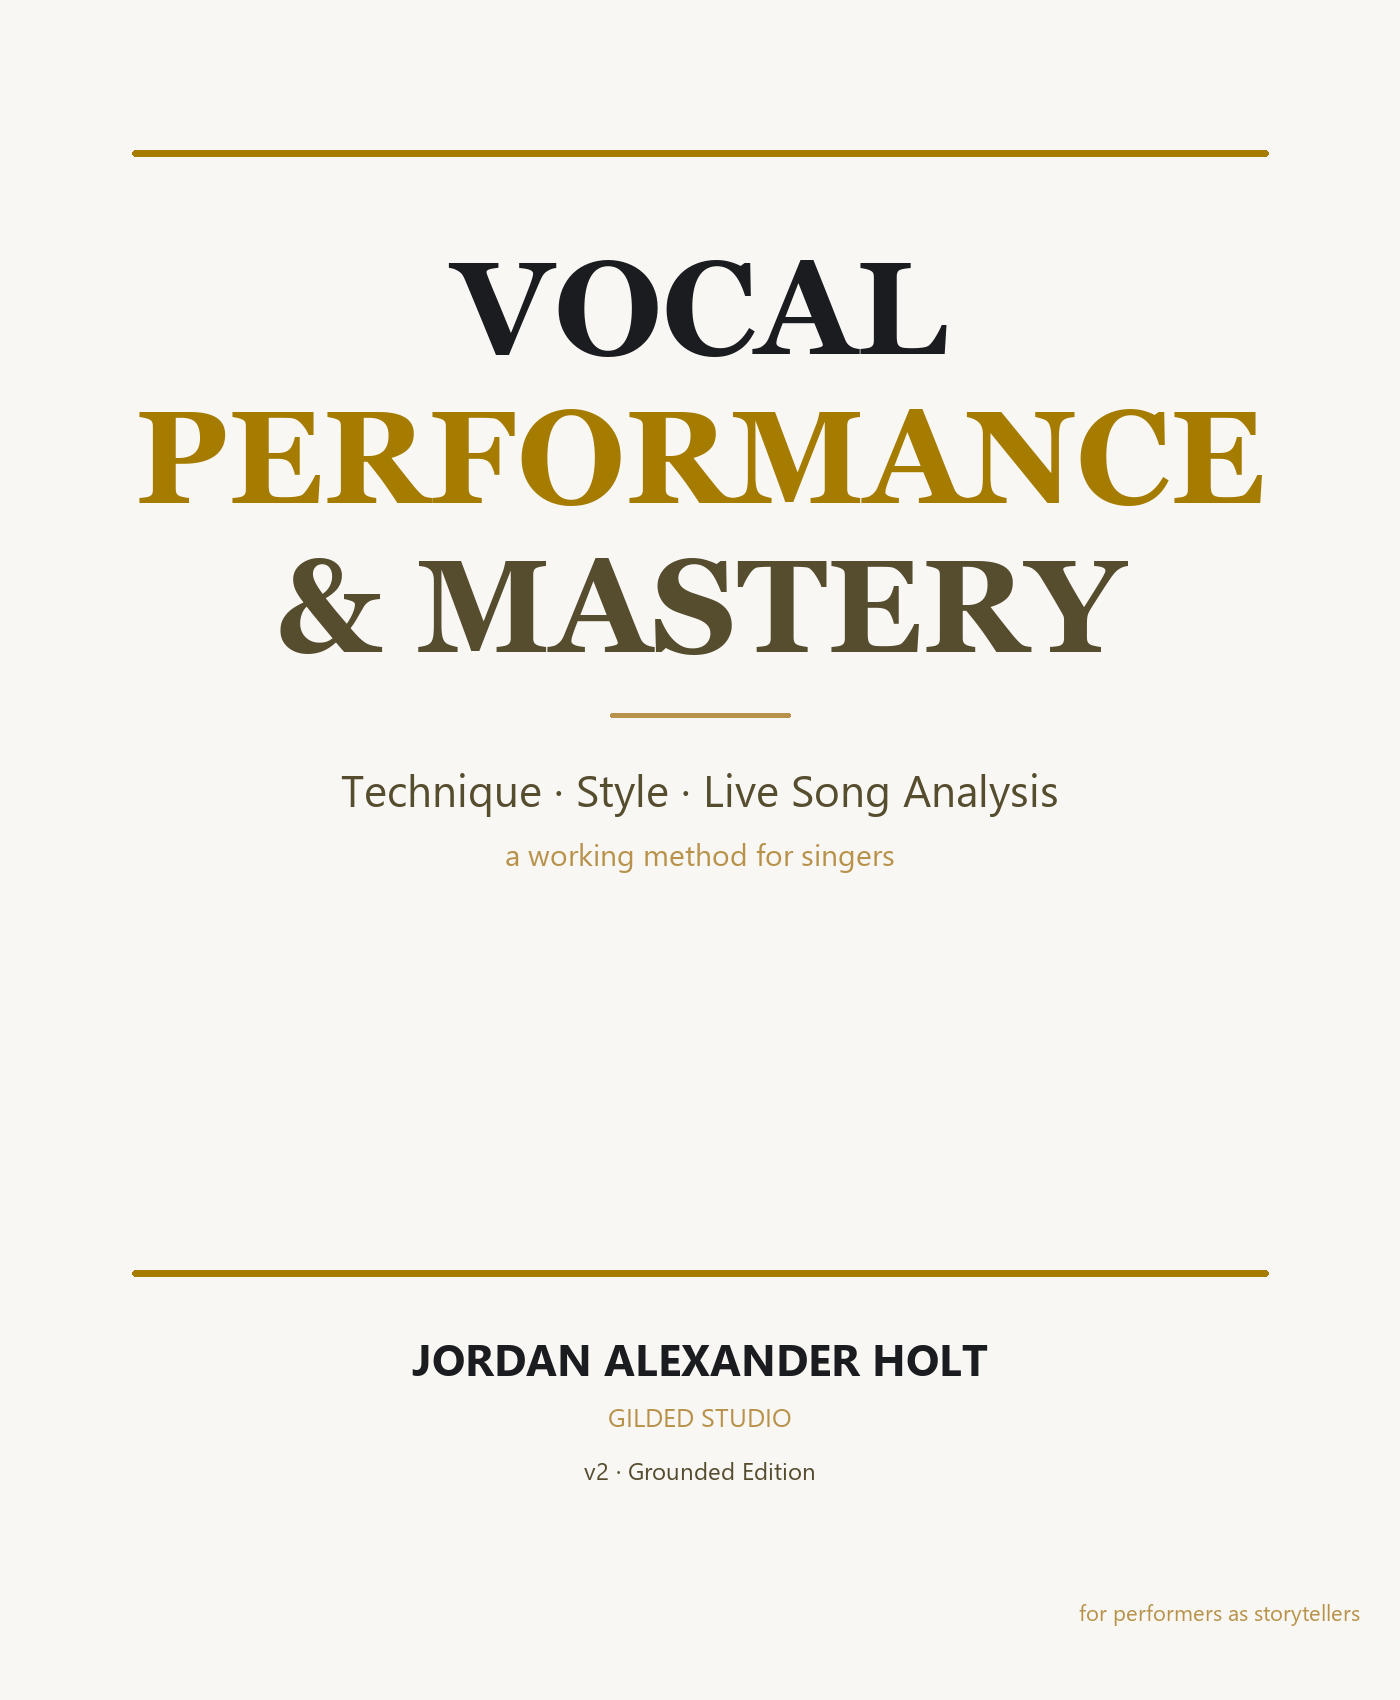 VOCAL
PERFORMANCE
& MASTERY
Technique · Style · Live Song Analysis
a working method for singers
JORDAN ALEXANDER HOLT
GILDED STUDIO
v2 · Grounded Edition
for performers as storytellers